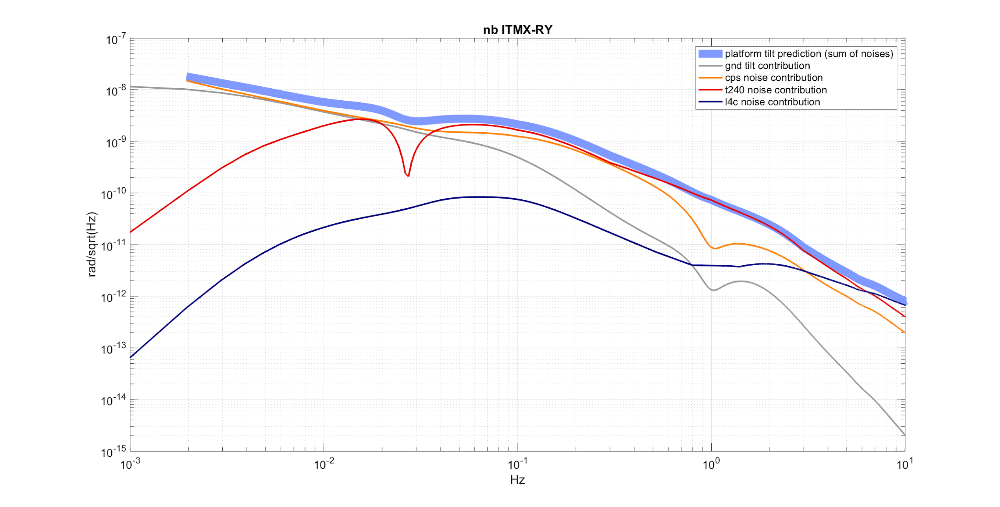 nb ITMX-RY
platform tilt prediction (sum of noises)
gnd tilt contribution
cps noise contribution
t240 noise contribution
l4c noise contribution
rad/sqrt(Hz)
10^-7
10^-8
10^-9
10^-10
10^-11
10^-12
10^-13
10^-14
10^-15
10^-3 10^-2 10^-1 10^0 10^1
Hz